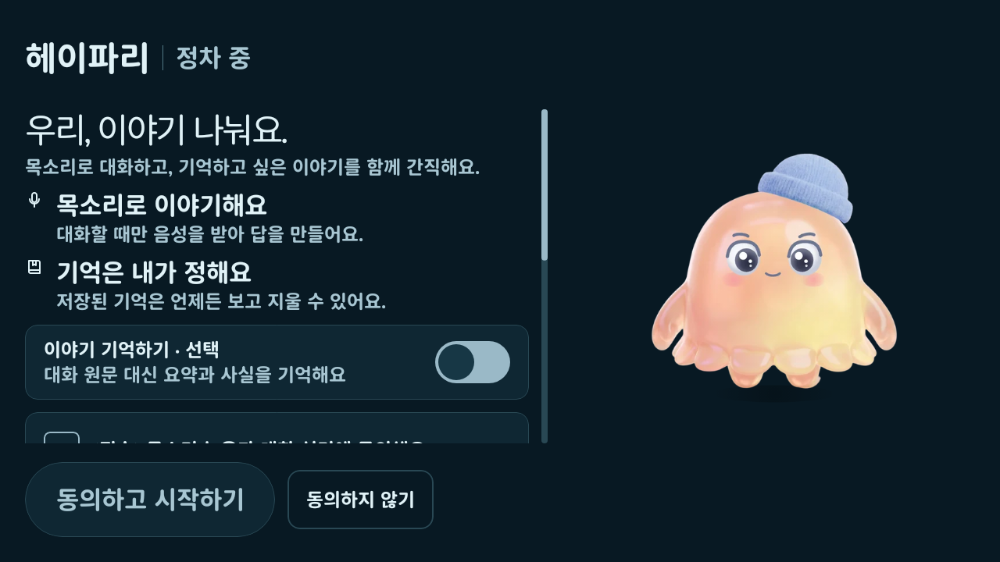 헤이파리
정차 중
우리, 이야기 나눠요.
목소리로 대화하고, 기억하고 싶은 이야기를 함께 간직해요.
목소리로 이야기해요
대화할 때만 음성을 받아 답을 만들어요.
기억은 내가 정해요
저장된 기억은 언제든 보고 지울 수 있어요.
이야기 기억하기 · 선택
대화 원문 대신 요약과 사실을 기억해요
동의하고 시작하기
동의하지 않기